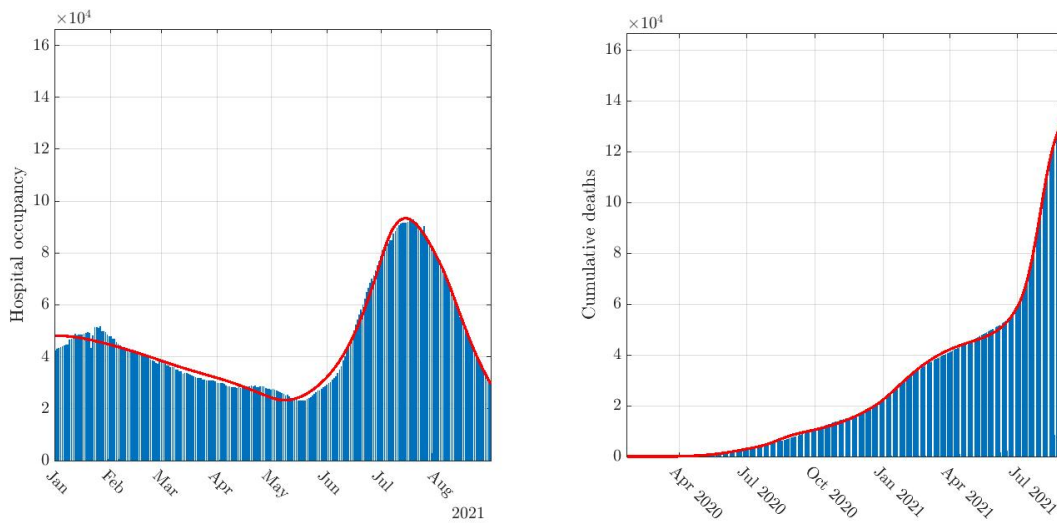 ×10⁴
16
14
12
10
8
6
4
2
0
Hospital occupancy
Jan
Feb
Mar
Apr
May
Jun
Jul
Aug
2021
×10⁴
16
14
12
10
8
6
4
2
0
Cumulative deaths
Apr 2020
Jul 2020
Oct 2020
Jan 2021
Apr 2021
Jul 2021